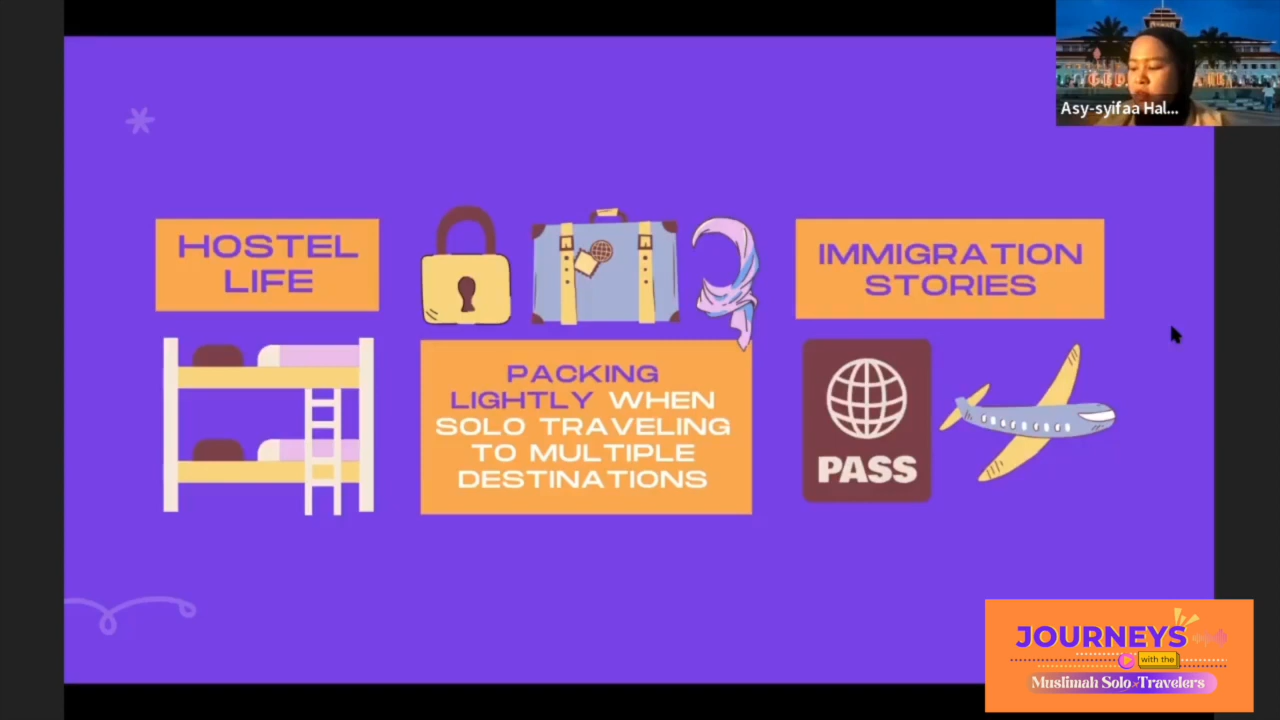 Asy-syifaa Hal...
HOSTEL
LIFE
PACKING
LIGHTLY WHEN
SOLO TRAVELING
TO MULTIPLE
DESTINATIONS
IMMIGRATION
STORIES
PASS
JOURNEYS
with the
Muslimah Solo-Travelers